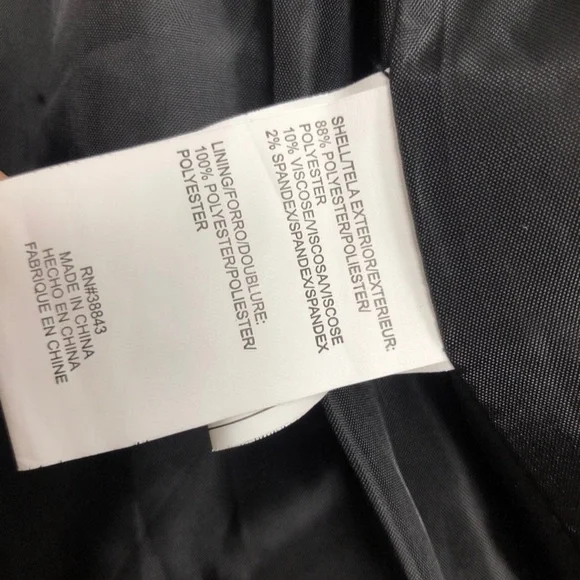 SHELL/TELA EXTERIOR/EXTERIEUR:
88% POLYESTER/POLIESTER/
POLYESTER
10% VISCOSE/VISCOSA/VISCOSE
2% SPANDEX/SPANDEX/SPANDEX
LINING/FORRO/DOUBLURE:
100% POLYESTER/POLIESTER/
POLYESTER
RN#38843
MADE IN CHINA
HECHO EN CHINA
FABRIQUE EN CHINE